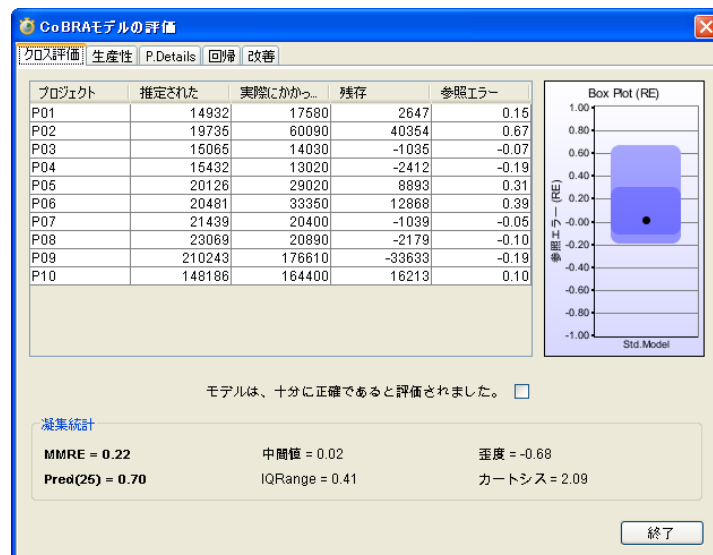 CoBRAモデルの評価
クロス評価 生産性 P.Details 回帰 改善
プロジェクト 推定された 実際にかかっ... 残存 参照エラー
P01 14932 17580 2647 0.15
P02 19735 60090 40354 0.67
P03 15065 14030 -1035 -0.07
P04 15432 13020 -2412 -0.19
P05 20126 29020 8893 0.31
P06 20481 33350 12868 0.39
P07 21439 20400 -1039 -0.05
P08 23069 20890 -2179 -0.10
P09 210243 176610 -33633 -0.19
P10 148186 164400 16213 0.10
Box Plot (RE)
参照エラー (RE)
1.00
0.80
0.60
0.40
0.20
-0.00
-0.20
-0.40
-0.60
-0.80
-1.00
Std.Model
モデルは、十分に正確であると評価されました。
凝集統計
MMRE = 0.22 中間値 = 0.02 歪度 = -0.68
Pred(25) = 0.70 IQRange = 0.41 カートシス = 2.09
終了